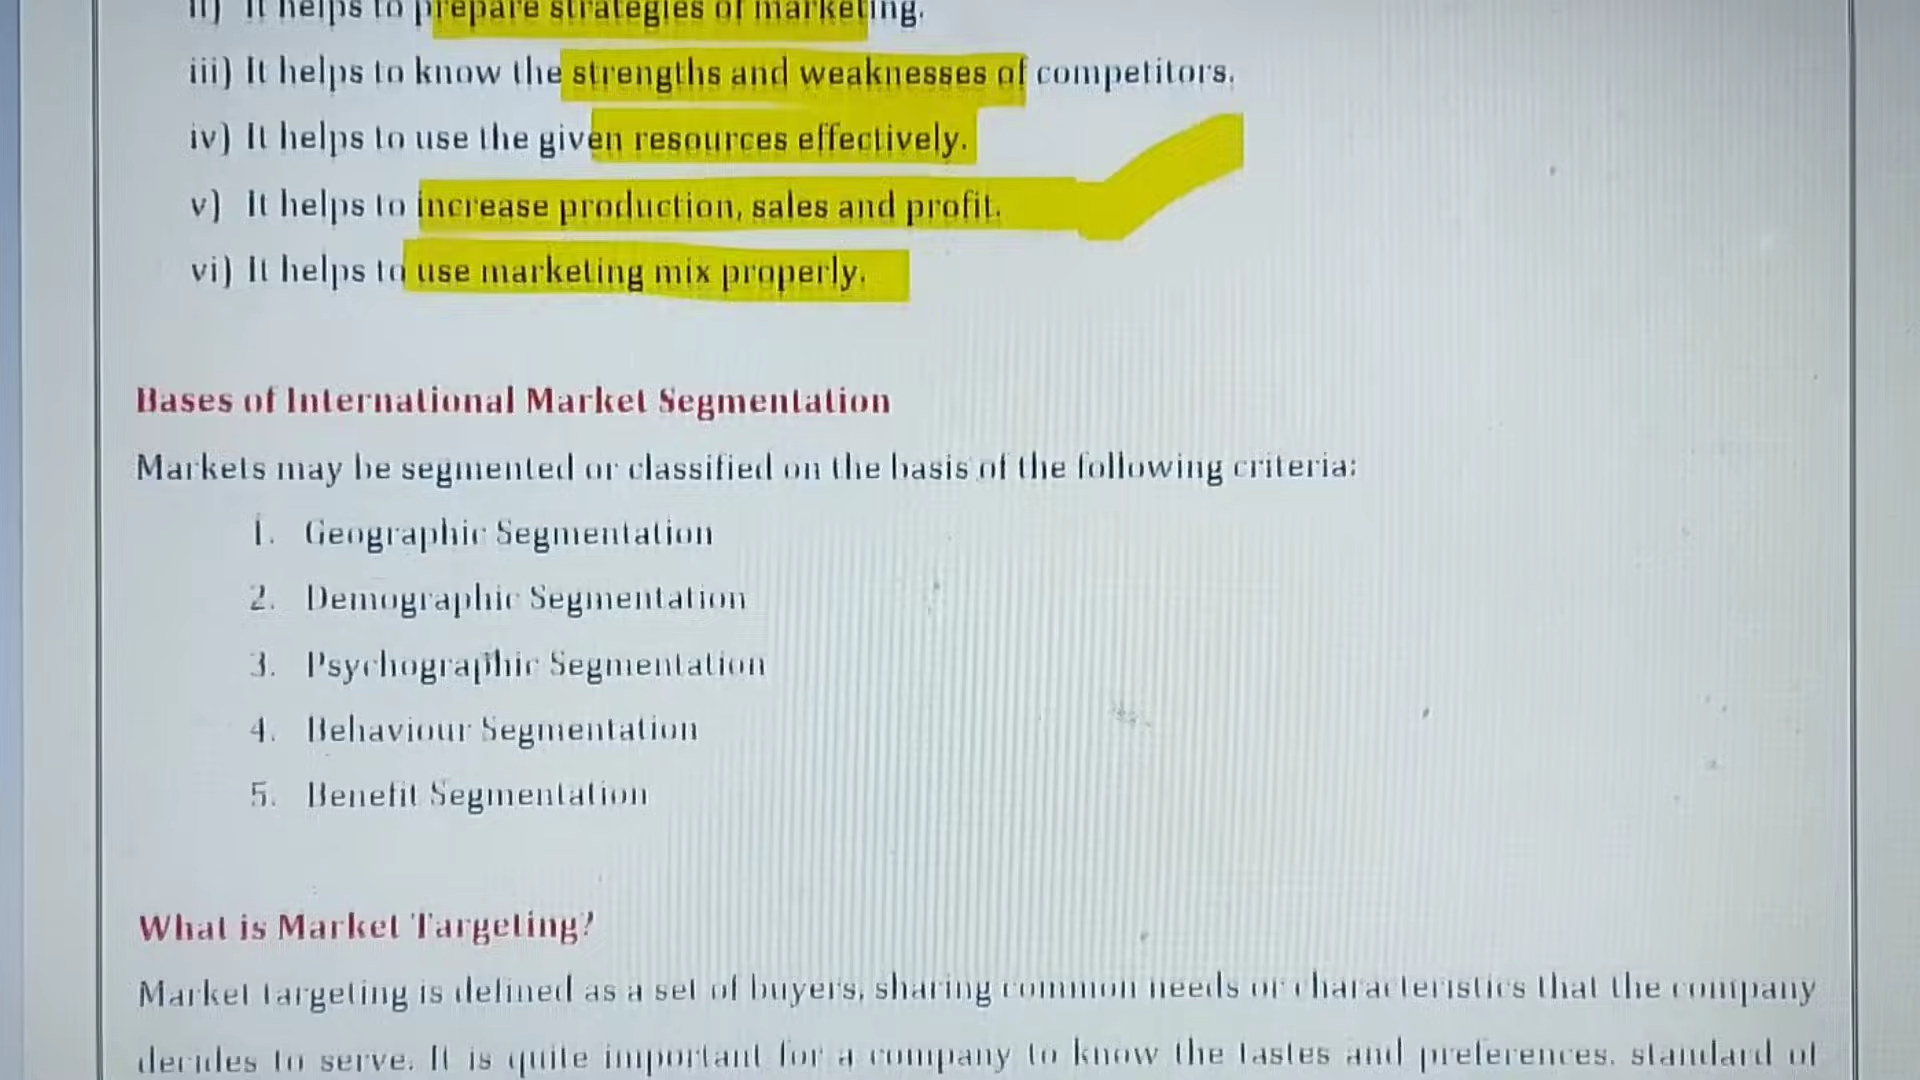 ii) It helps to prepare strategies of marketing.
iii) It helps to know the strengths and weaknesses of competitors.
iv) It helps to use the given resources effectively.
v) It helps to increase production, sales and profit.
vi) It helps to use marketing mix properly.
Bases of International Market Segmentation
Markets may be segmented or classified on the basis of the following criteria:
1. Geographic Segmentation
2. Demographic Segmentation
3. Psychographic Segmentation
4. Behaviour Segmentation
5. Benefit Segmentation
What is Market Targeting?
Market targeting is defined as a set of buyers, sharing common needs or characteristics that the company
decides to serve. It is quite important for a company to know the tastes and preferences, standard of